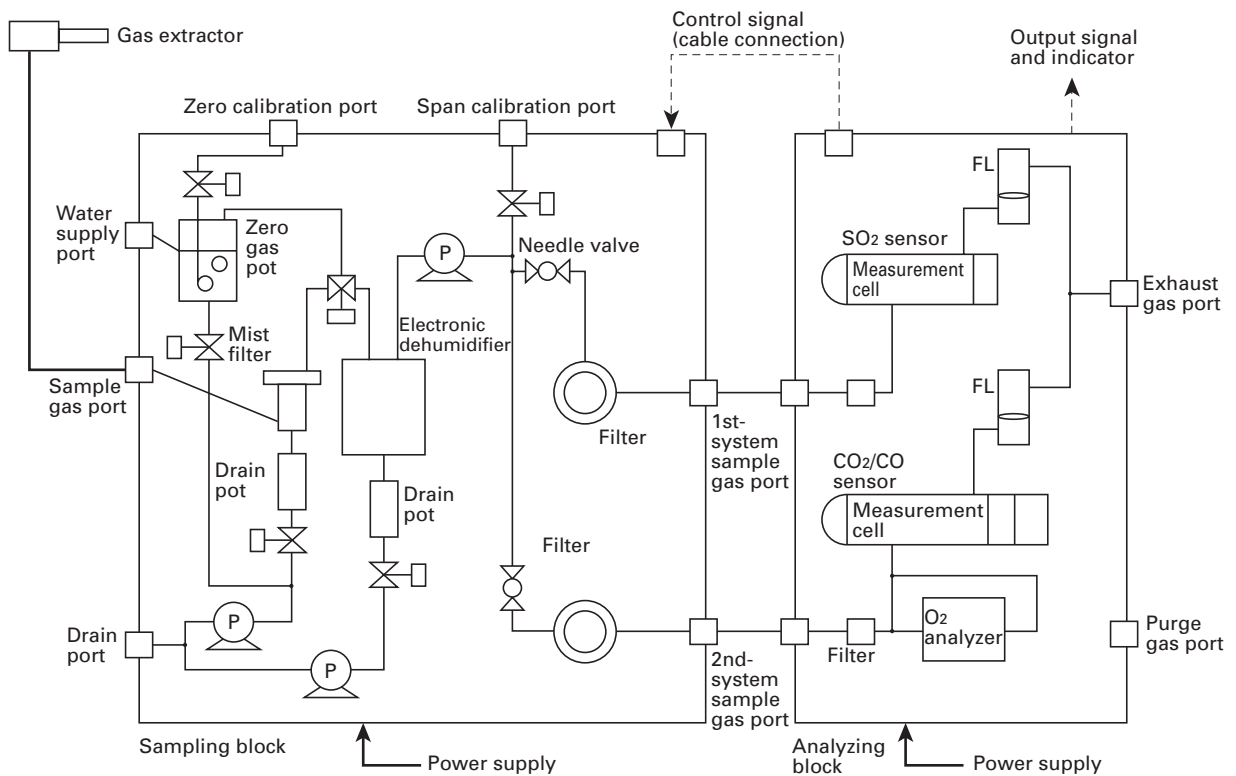 Gas extractor
Control signal
(cable connection)
Output signal
and indicator
Zero calibration port
Span calibration port
Water
supply
port
Zero
gas
pot
P
Needle valve
FL
SO2 sensor
Measurement
cell
Exhaust
gas port
Mist
filter
Electronic
dehumidifier
Sample
gas port
Filter
1st-
system
sample
gas port
FL
Drain
pot
Drain
pot
CO2/CO
sensor
Measurement
cell
Filter
Drain
port
P
P
2nd-
system
sample
gas port
Filter
O2
analyzer
Purge
gas port
Sampling block
Power supply
Analyzing
block
Power supply